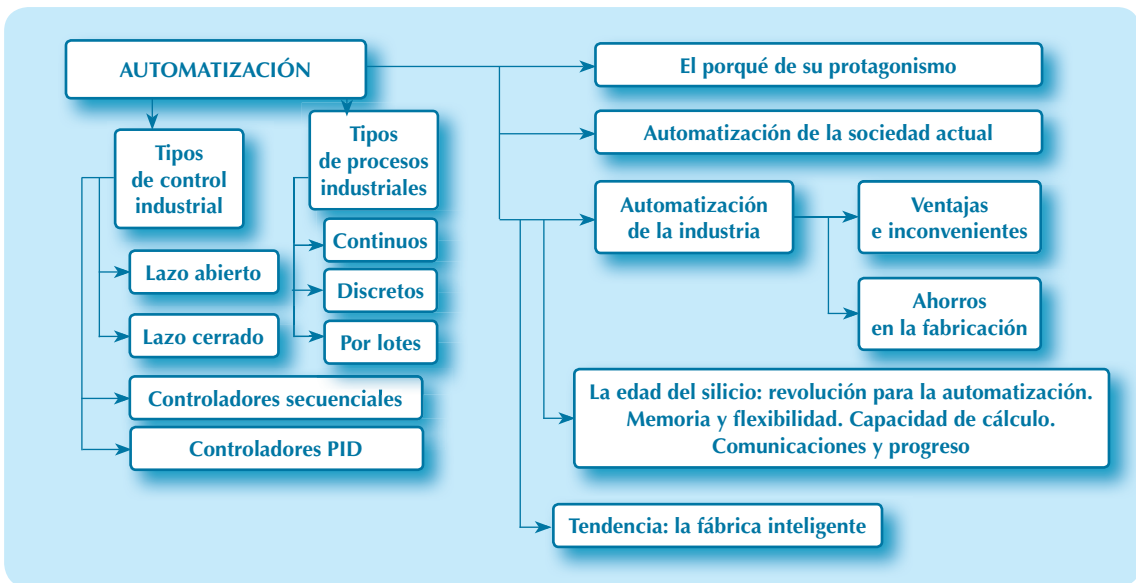 AUTOMATIZACIÓN
Tipos
de control
industrial
Lazo abierto
Lazo cerrado
Controladores secuenciales
Controladores PID
Tipos
de procesos
industriales
Continuos
Discretos
Por lotes
El porqué de su protagonismo
Automatización de la sociedad actual
Automatización
de la industria
Ventajas
e inconvenientes
Ahorros
en la fabricación
La edad del silicio: revolución para la automatización.
Memoria y flexibilidad. Capacidad de cálculo.
Comunicaciones y progreso
Tendencia: la fábrica inteligente